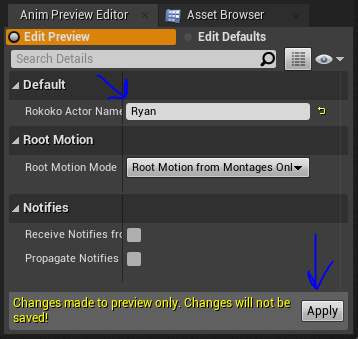 Anim Preview Editor
Asset Browser
Edit Preview
Edit Defaults
Search Details
Default
Rokoko Actor Name
Ryan
Root Motion
Root Motion Mode
Root Motion from Montages Onl
Notifies
Receive Notifies fro
Propagate Notifies
Changes made to preview only. Changes will not be
saved!
Apply